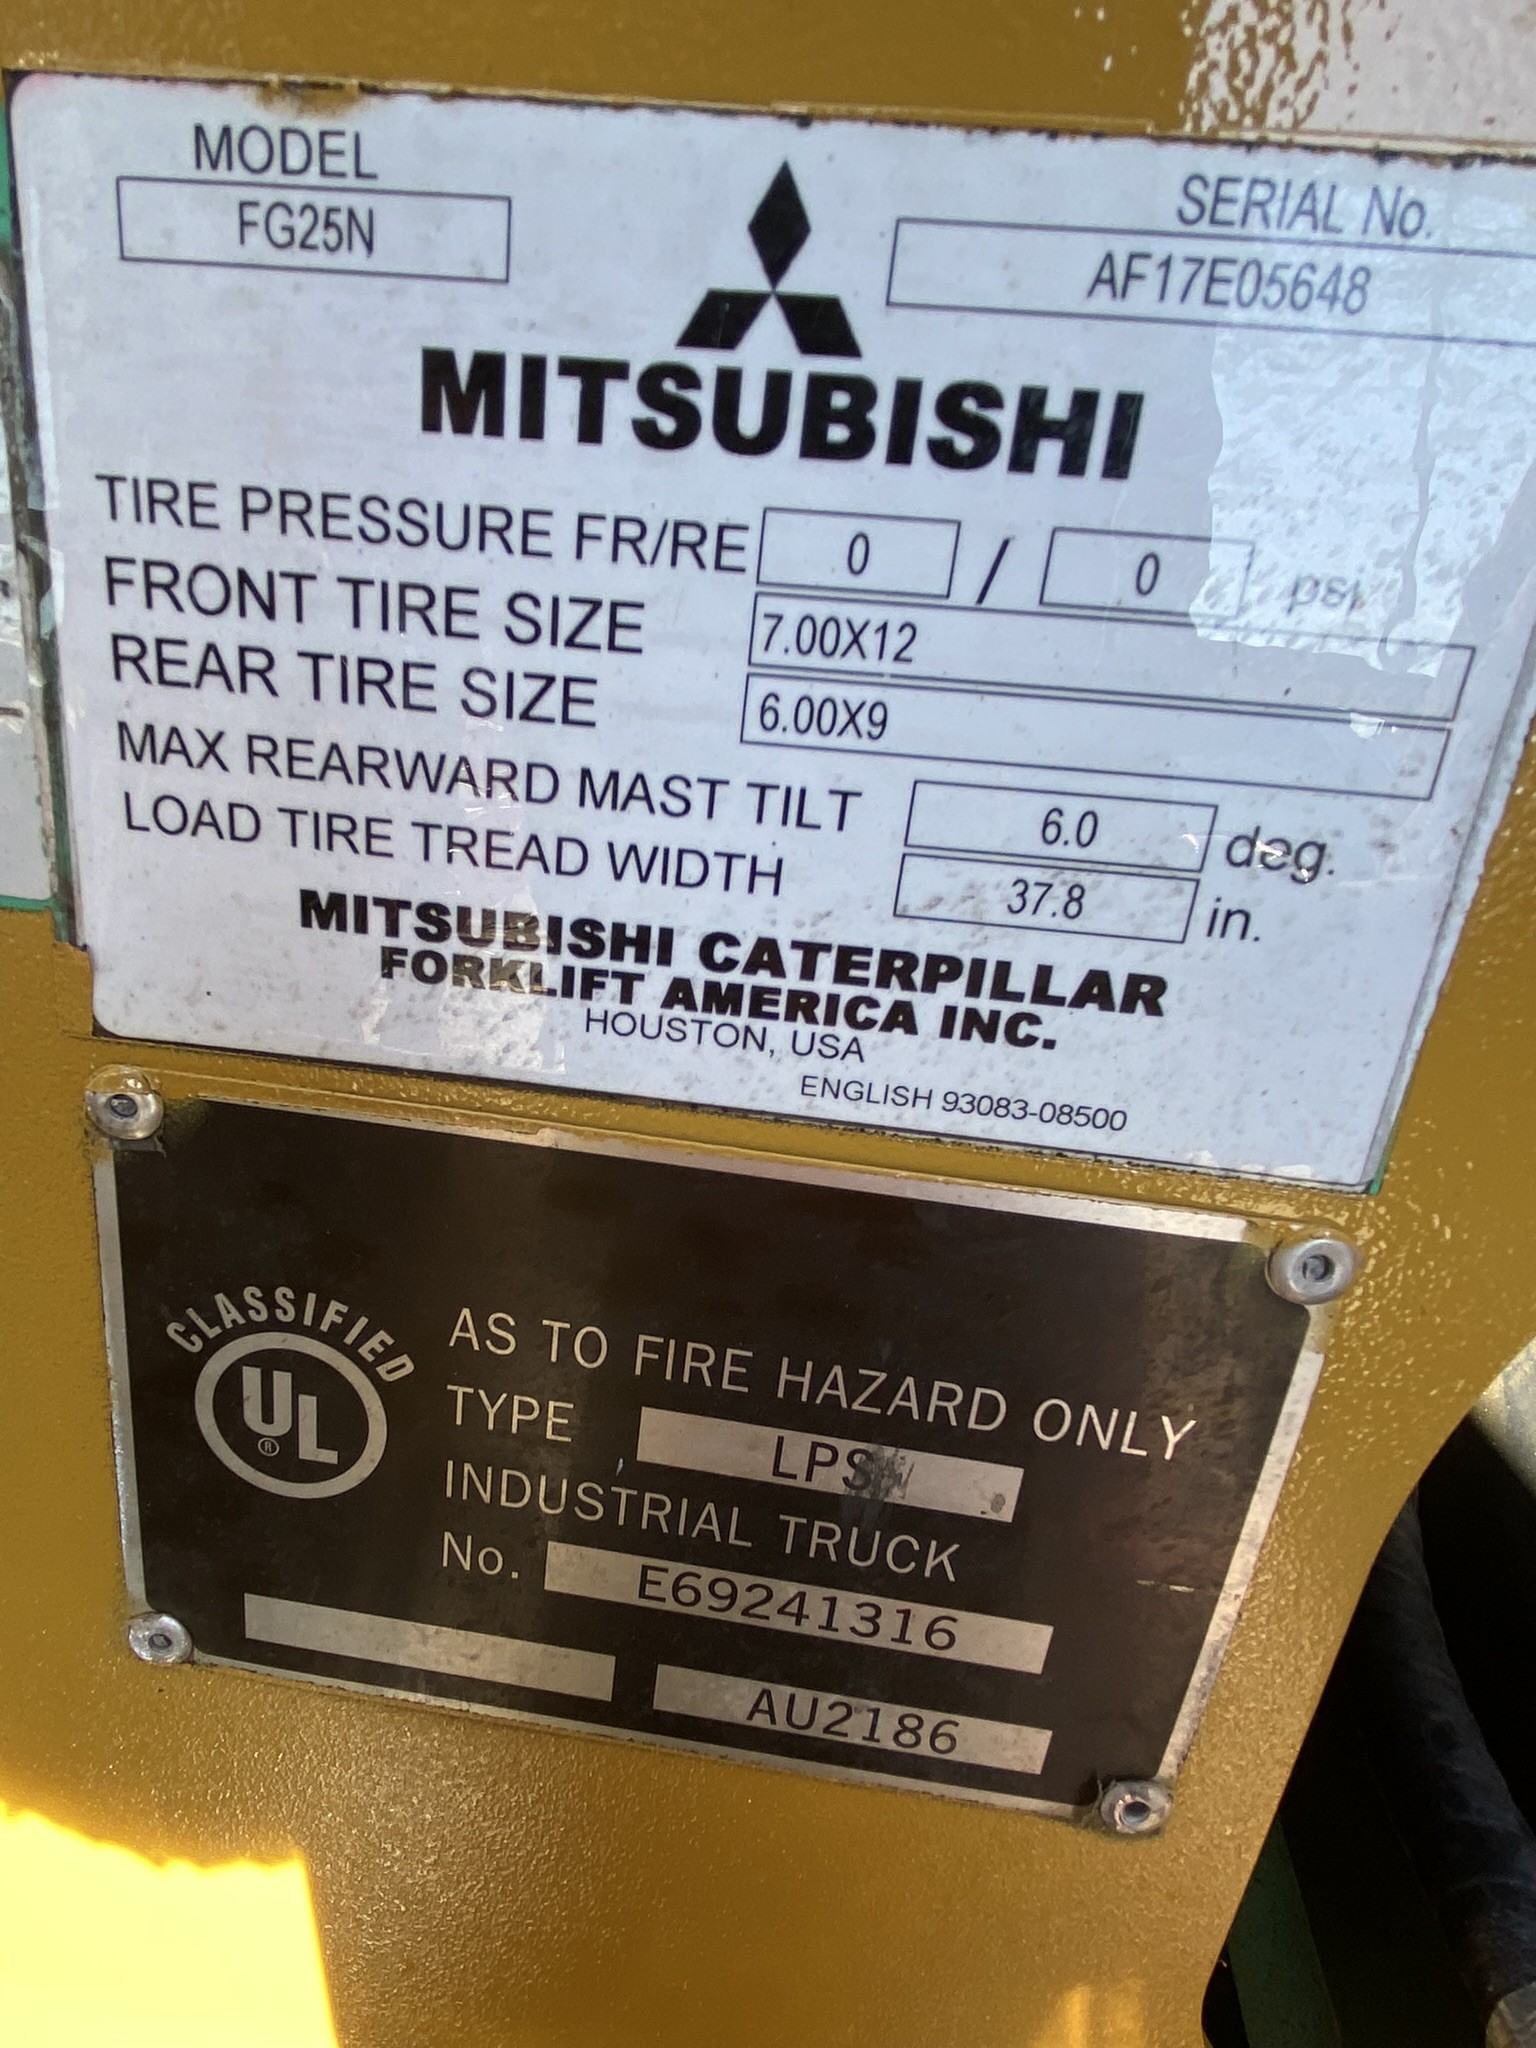 MODEL
FG25N
SERIAL No.
AF17E05648
MITSUBISHI
TIRE PRESSURE FR/RE 0 / 0 psi
FRONT TIRE SIZE 7.00X12
REAR TIRE SIZE 6.00X9
MAX REARWARD MAST TILT 6.0 deg.
LOAD TIRE TREAD WIDTH 37.8 in.
MITSUBISHI CATERPILLAR
FORKLIFT AMERICA INC.
HOUSTON, USA
ENGLISH 93083-08500
CLASSIFIED
UL
®
AS TO FIRE HAZARD ONLY
TYPE LPS
INDUSTRIAL TRUCK
No. E69241316
AU2186